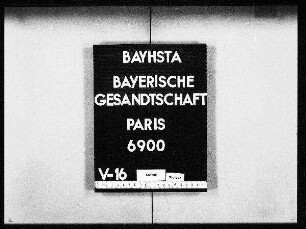 BAYHSTA
BAYERISCHE
GESANDTSCHAFT
PARIS
6900
V-16